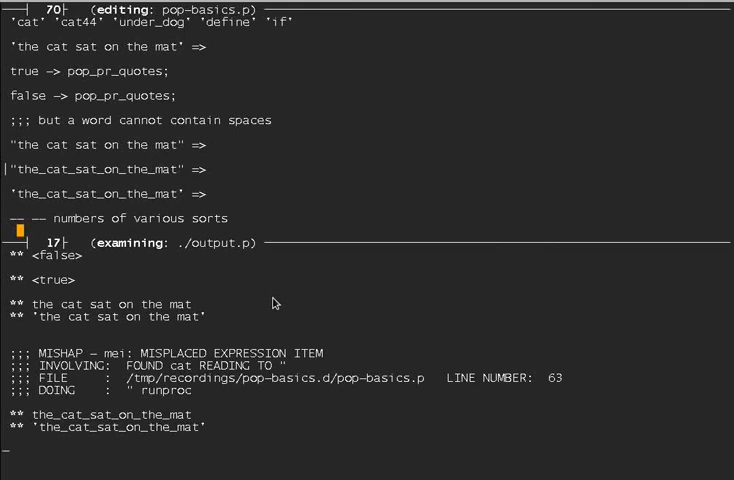 70 (editing: pop-basics.p)
'cat' 'cat44' 'under_dog' 'define' 'if'
'the cat sat on the mat' =>
true -> pop_pr_quotes;
false -> pop_pr_quotes;
;;; but a word cannot contain spaces
"the cat sat on the mat" =>
"the_cat_sat_on_the_mat" =>
'the_cat_sat_on_the_mat' =>
-- -- numbers of various sorts
17 (examining: ./output.p)
** <false>
** <true>
** the cat sat on the mat
** 'the cat sat on the mat'
;;; MISHAP - mei: MISPLACED EXPRESSION ITEM
;;; INVOLVING: FOUND cat READING TO "
;;; FILE : /tmp/recordings/pop-basics.d/pop-basics.p LINE NUMBER: 63
;;; DOING : " runproc
** the_cat_sat_on_the_mat
** 'the_cat_sat_on_the_mat'